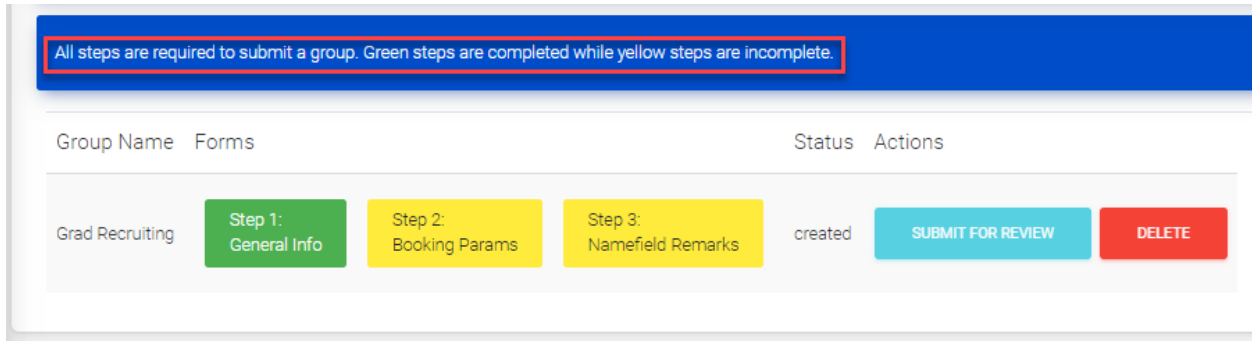 All steps are required to submit a group. Green steps are completed while yellow steps are incomplete.
Group Name Forms Status Actions
Grad Recruiting
Step 1:
General Info
Step 2:
Booking Params
Step 3:
Namefield Remarks
created
SUBMIT FOR REVIEW
DELETE